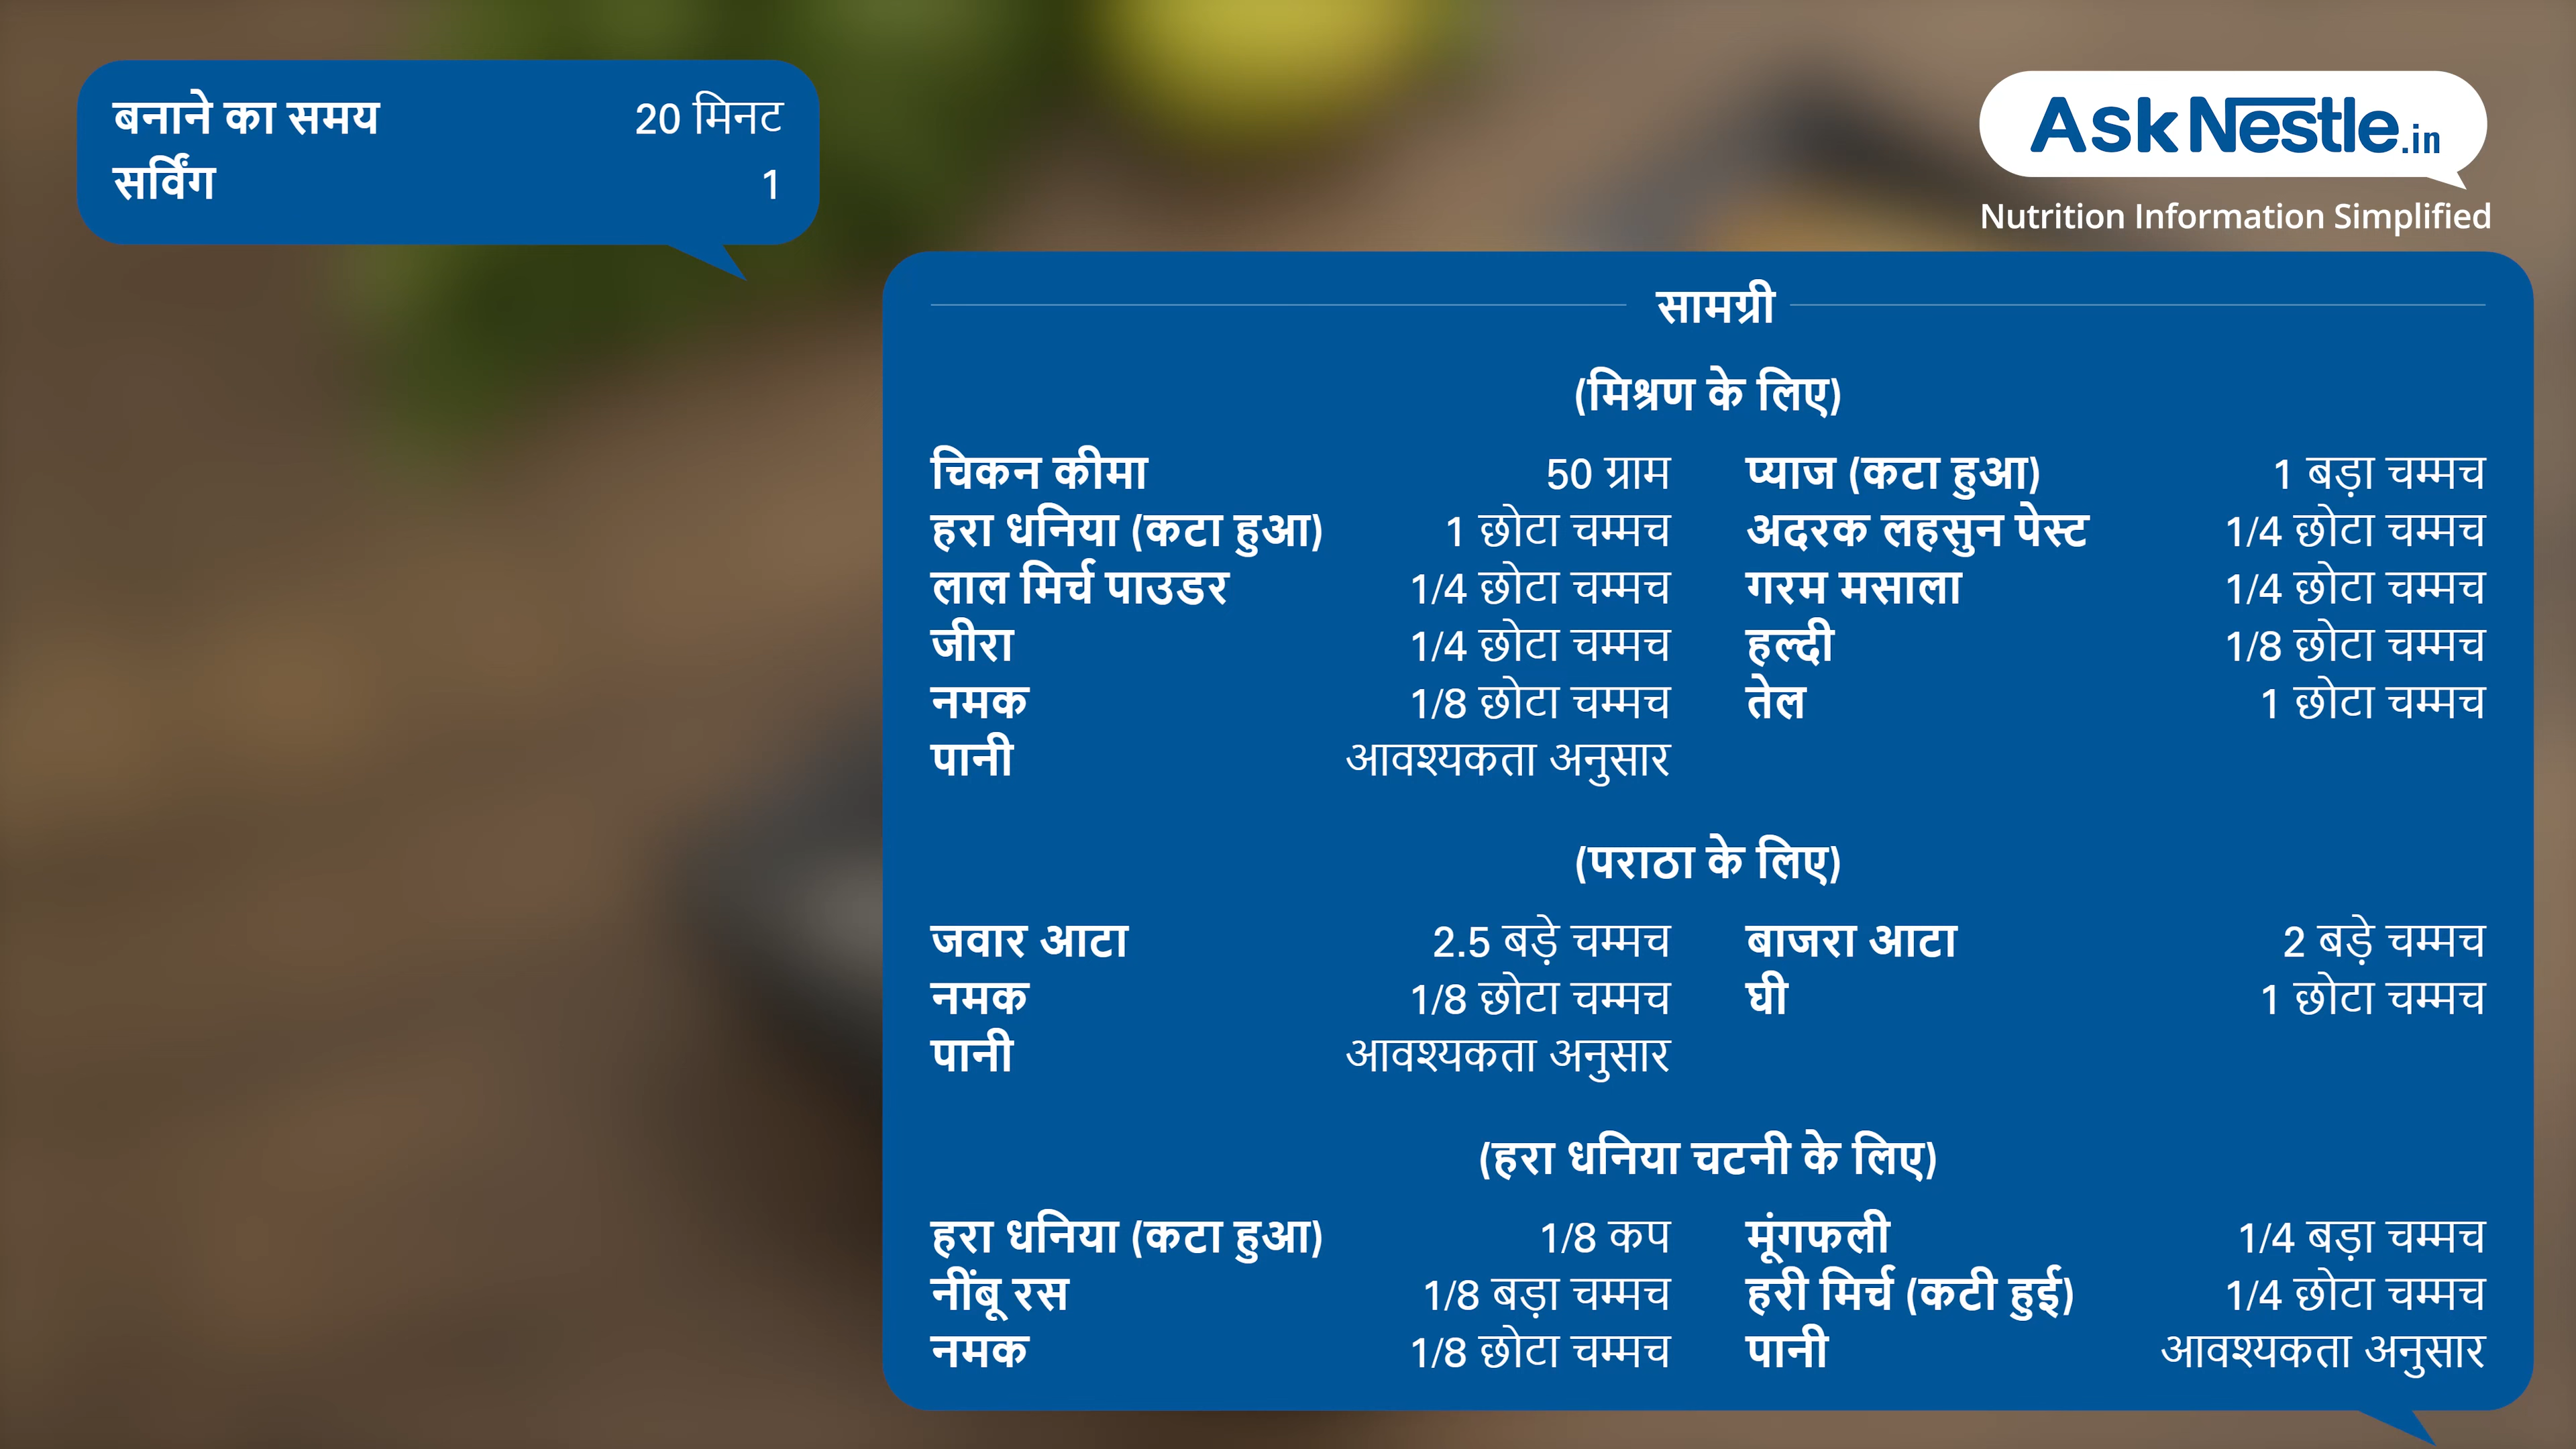 बनाने का समय 20 मिनट
सर्विंग 1
AskNestle.in
Nutrition Information Simplified
सामग्री
(मिश्रण के लिए)
चिकन कीमा 50 ग्राम प्याज (कटा हुआ) 1 बड़ा चम्मच
हरा धनिया (कटा हुआ) 1 छोटा चम्मच अदरक लहसुन पेस्ट 1/4 छोटा चम्मच
लाल मिर्च पाउडर 1/4 छोटा चम्मच गरम मसाला 1/4 छोटा चम्मच
जीरा 1/4 छोटा चम्मच हल्दी 1/8 छोटा चम्मच
नमक 1/8 छोटा चम्मच तेल 1 छोटा चम्मच
पानी आवश्यकता अनुसार
(पराठा के लिए)
जवार आटा 2.5 बड़े चम्मच बाजरा आटा 2 बड़े चम्मच
नमक 1/8 छोटा चम्मच घी 1 छोटा चम्मच
पानी आवश्यकता अनुसार
(हरा धनिया चटनी के लिए)
हरा धनिया (कटा हुआ) 1/8 कप मूंगफली 1/4 बड़ा चम्मच
नींबू रस 1/8 बड़ा चम्मच हरी मिर्च (कटी हुई) 1/4 छोटा चम्मच
नमक 1/8 छोटा चम्मच पानी आवश्यकता अनुसार